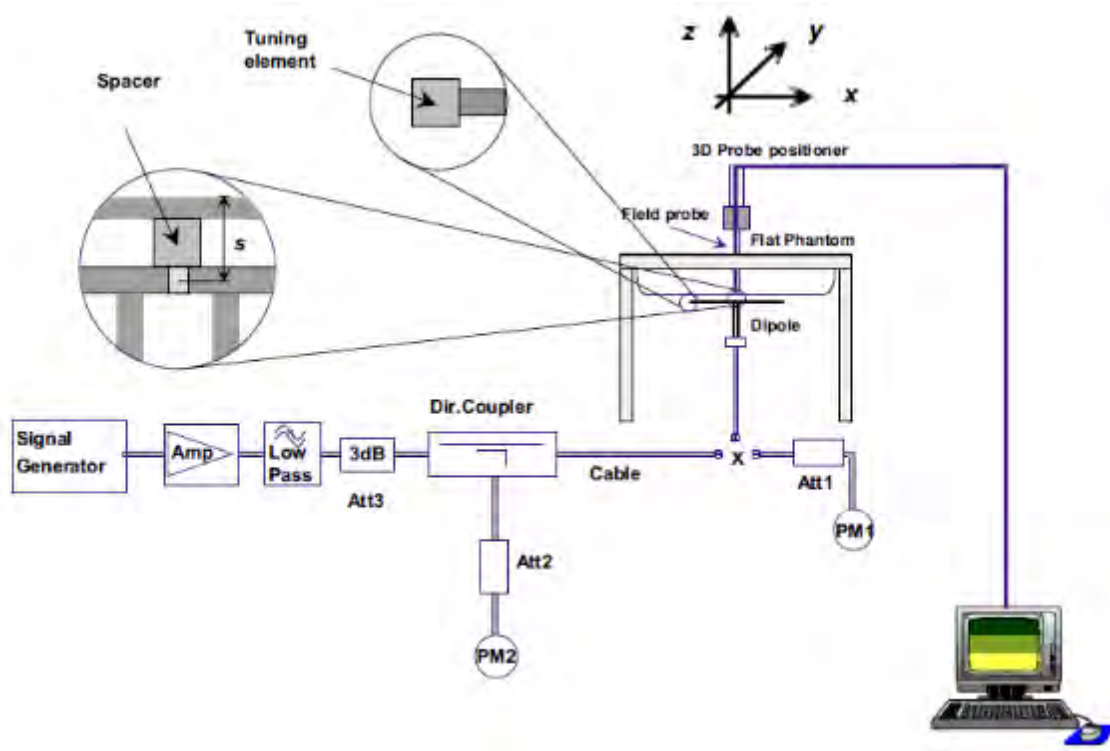 Tuning
element
Spacer
s
z
y
x
3D Probe positioner
Field probe
Flat Phantom
Dipole
Dir.Coupler
Signal
Generator
Amp
Low
Pass
3dB
Att3
Cable
x
Att1
PM1
Att2
PM2